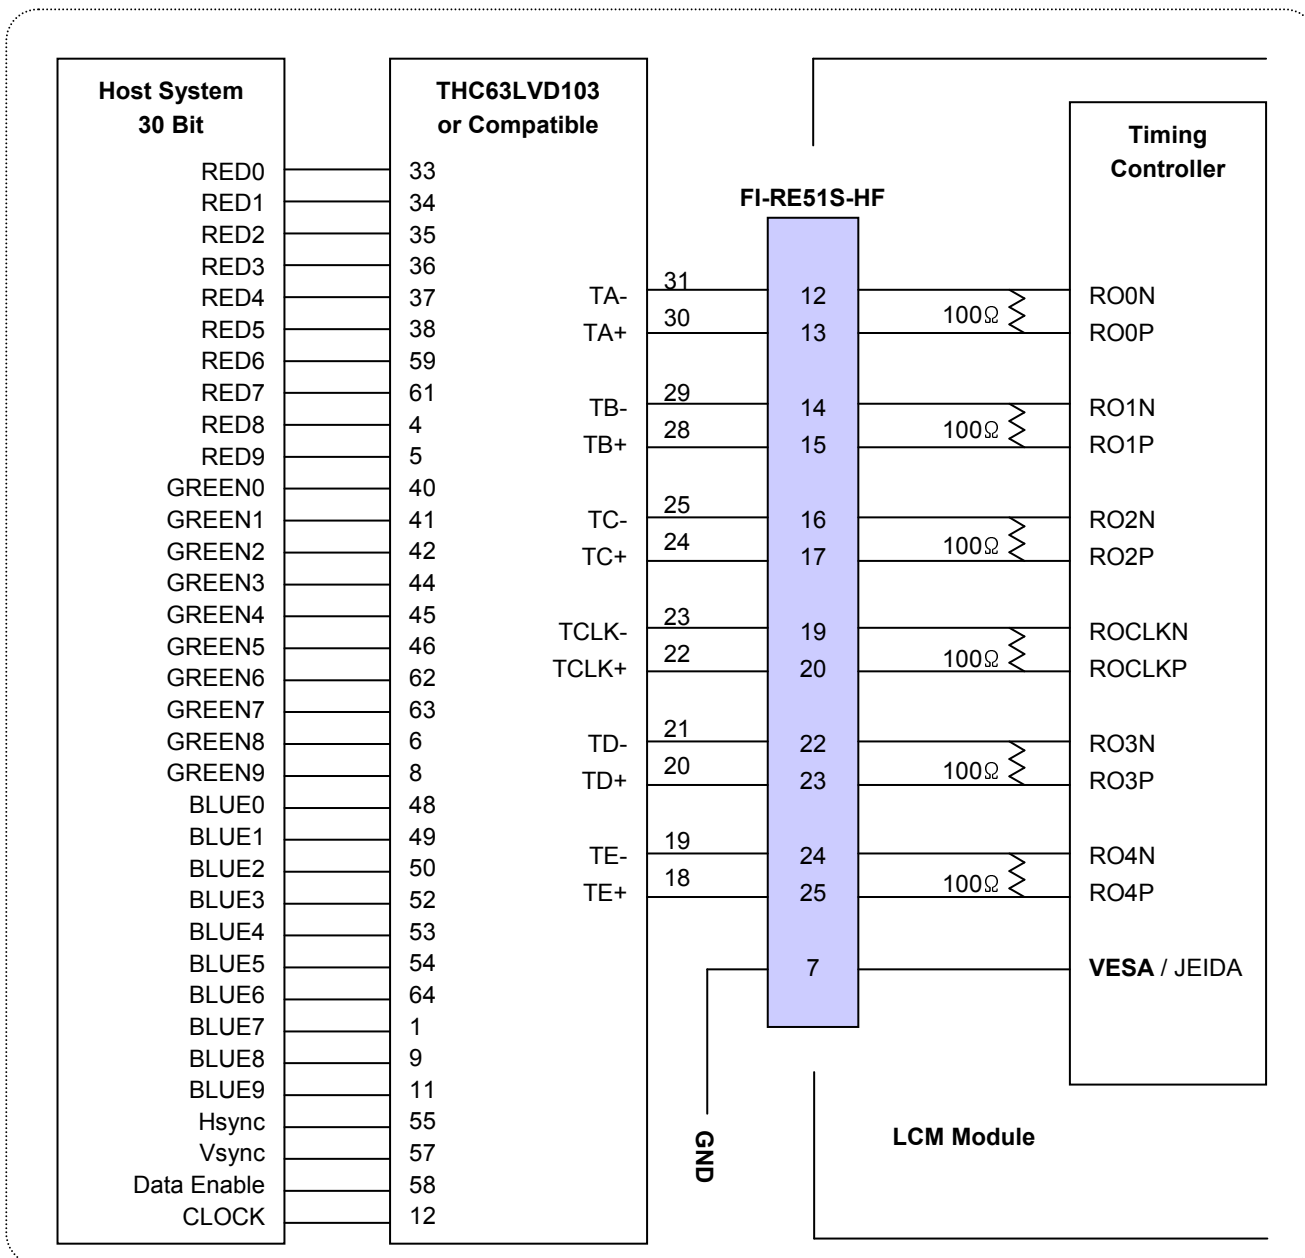 Host System
30 Bit
THC63LVD103
or Compatible
Timing
Controller
FI-RE51S-HF
RED0 33
RED1 34
RED2 35
RED3 36
RED4 37
RED5 38
RED6 59
RED7 61
RED8 4
RED9 5
GREEN0 40
GREEN1 41
GREEN2 42
GREEN3 44
GREEN4 45
GREEN5 46
GREEN6 62
GREEN7 63
GREEN8 6
GREEN9 8
BLUE0 48
BLUE1 49
BLUE2 50
BLUE3 52
BLUE4 53
BLUE5 54
BLUE6 64
BLUE7 1
BLUE8 9
BLUE9 11
Hsync 55
Vsync 57
Data Enable 58
CLOCK 12
TA- 31 12 RO0N
100Ω
TA+ 30 13 RO0P
TB- 29 14 RO1N
100Ω
TB+ 28 15 RO1P
TC- 25 16 RO2N
100Ω
TC+ 24 17 RO2P
TCLK- 23 19 ROCLKN
100Ω
TCLK+ 22 20 ROCLKP
TD- 21 22 RO3N
100Ω
TD+ 20 23 RO3P
TE- 19 24 RO4N
100Ω
TE+ 18 25 RO4P
7 VESA / JEIDA
GND
LCM Module